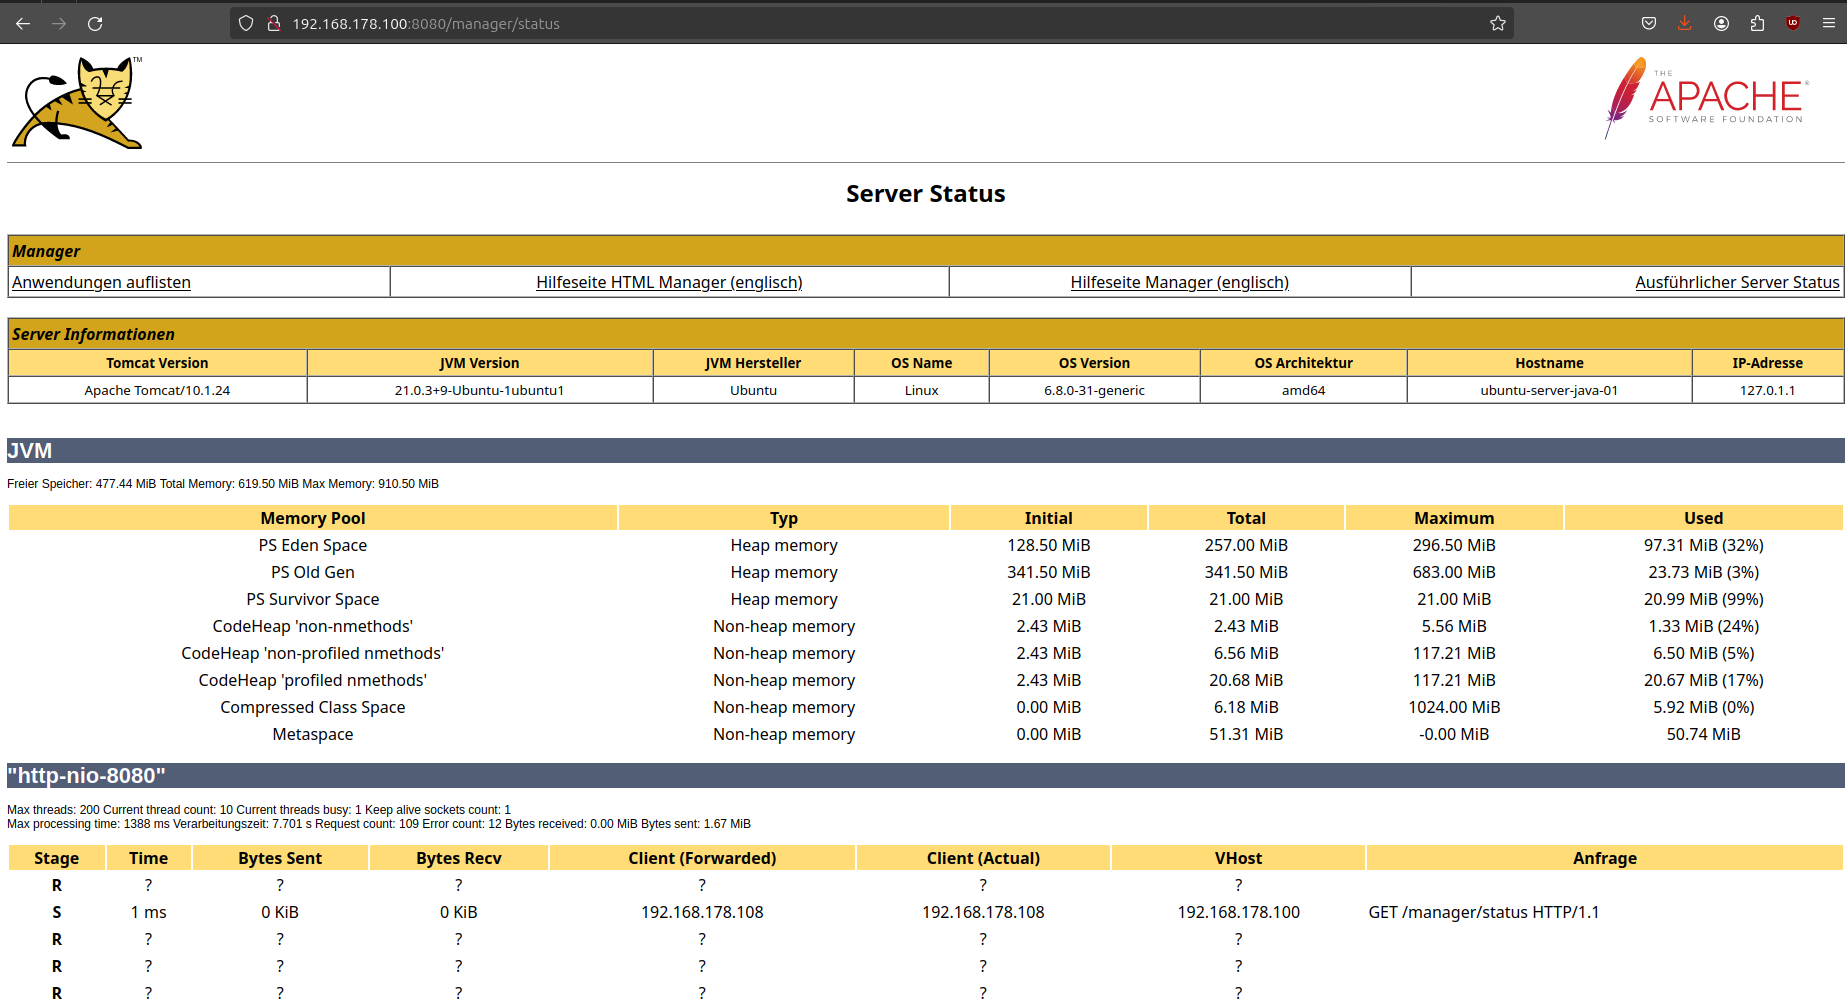 192.168.178.100:8080/manager/status
TM
THE
APACHE®
SOFTWARE FOUNDATION
Server Status
Manager
Anwendungen auflisten Hilfeseite HTML Manager (englisch) Hilfeseite Manager (englisch) Ausführlicher Server Status
Server Informationen
Tomcat Version JVM Version JVM Hersteller OS Name OS Version OS Architektur Hostname IP-Adresse
Apache Tomcat/10.1.24 21.0.3+9-Ubuntu-1ubuntu1 Ubuntu Linux 6.8.0-31-generic amd64 ubuntu-server-java-01 127.0.1.1
JVM
Freier Speicher: 477.44 MiB Total Memory: 619.50 MiB Max Memory: 910.50 MiB
Memory Pool Typ Initial Total Maximum Used
PS Eden Space Heap memory 128.50 MiB 257.00 MiB 296.50 MiB 97.31 MiB (32%)
PS Old Gen Heap memory 341.50 MiB 341.50 MiB 683.00 MiB 23.73 MiB (3%)
PS Survivor Space Heap memory 21.00 MiB 21.00 MiB 21.00 MiB 20.99 MiB (99%)
CodeHeap 'non-nmethods' Non-heap memory 2.43 MiB 2.43 MiB 5.56 MiB 1.33 MiB (24%)
CodeHeap 'non-profiled nmethods' Non-heap memory 2.43 MiB 6.56 MiB 117.21 MiB 6.50 MiB (5%)
CodeHeap 'profiled nmethods' Non-heap memory 2.43 MiB 20.68 MiB 117.21 MiB 20.67 MiB (17%)
Compressed Class Space Non-heap memory 0.00 MiB 6.18 MiB 1024.00 MiB 5.92 MiB (0%)
Metaspace Non-heap memory 0.00 MiB 51.31 MiB -0.00 MiB 50.74 MiB
"http-nio-8080"
Max threads: 200 Current thread count: 10 Current threads busy: 1 Keep alive sockets count: 1
Max processing time: 1388 ms Verarbeitungszeit: 7.701 s Request count: 109 Error count: 12 Bytes received: 0.00 MiB Bytes sent: 1.67 MiB
Stage Time Bytes Sent Bytes Recv Client (Forwarded) Client (Actual) VHost Anfrage
R ? ? ? ? ? ?
S 1 ms 0 KiB 0 KiB 192.168.178.108 192.168.178.108 192.168.178.100 GET /manager/status HTTP/1.1
R ? ? ? ? ? ?
R ? ? ? ? ? ?
R ? ? ? ? ? ?